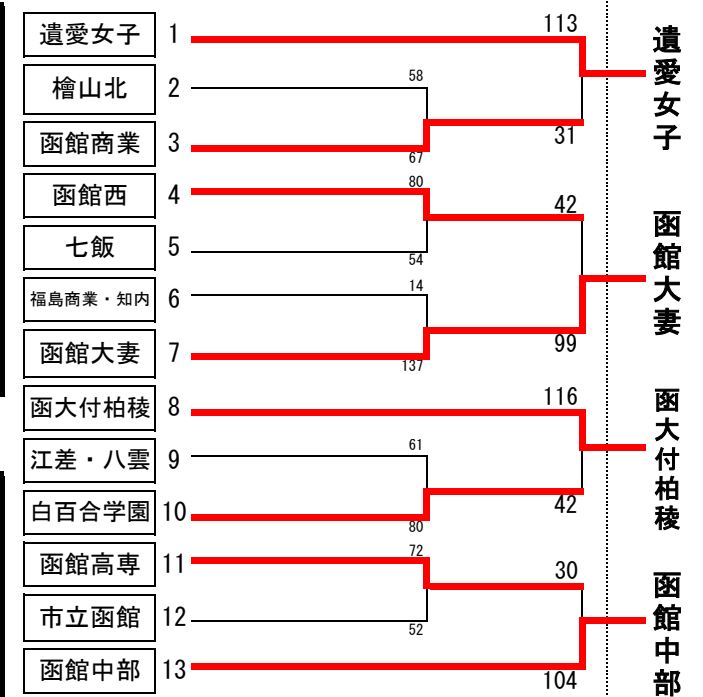 遺愛女子 1 113
檜山北 2 58
函館商業 3 67
31
函館西 4 80
42
七飯 5 54
福島商業・知内 6 14
函館大妻 7 137
99
函大付柏稜 8 116
江差・八雲 9 61
白百合学園 10 80
42
函館高専 11 72
30
市立函館 12 52
函館中部 13 104
遺愛女子
函館大妻
函大付柏稜
函館中部